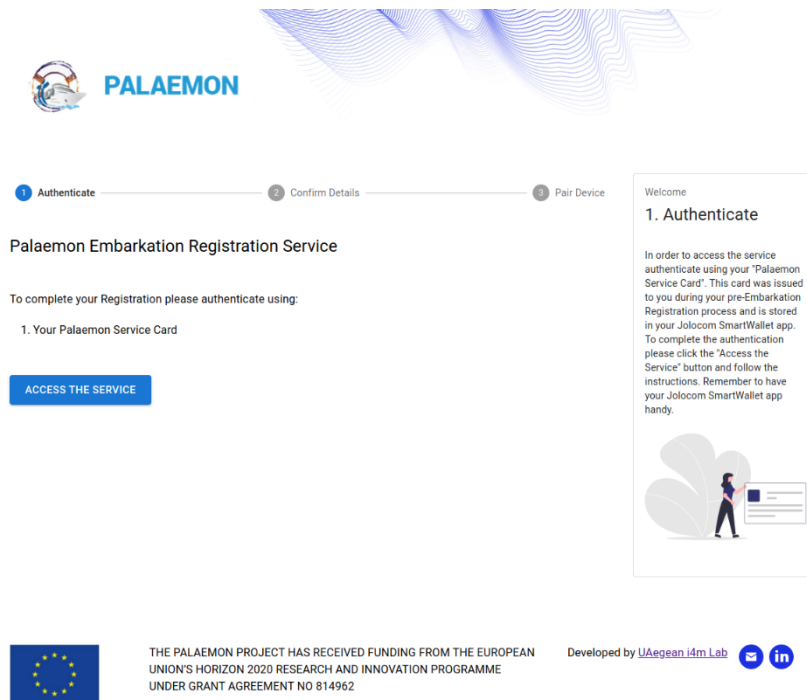 PALAEMON
1 Authenticate
2 Confirm Details
3 Pair Device
Palaemon Embarkation Registration Service
To complete your Registration please authenticate using:
1. Your Palaemon Service Card
ACCESS THE SERVICE
Welcome
1. Authenticate
In order to access the service
authenticate using your "Palaemon
Service Card". This card was issued
to you during your pre-Embarkation
Registration process and is stored
in your Jolocom SmartWallet app.
To complete the authentication
please click the "Access the
Service" button and follow the
instructions. Remember to have
your Jolocom SmartWallet app
handy.
THE PALAEMON PROJECT HAS RECEIVED FUNDING FROM THE EUROPEAN
UNION'S HORIZON 2020 RESEARCH AND INNOVATION PROGRAMME
UNDER GRANT AGREEMENT NO 814962
Developed by UAegean i4m Lab
in